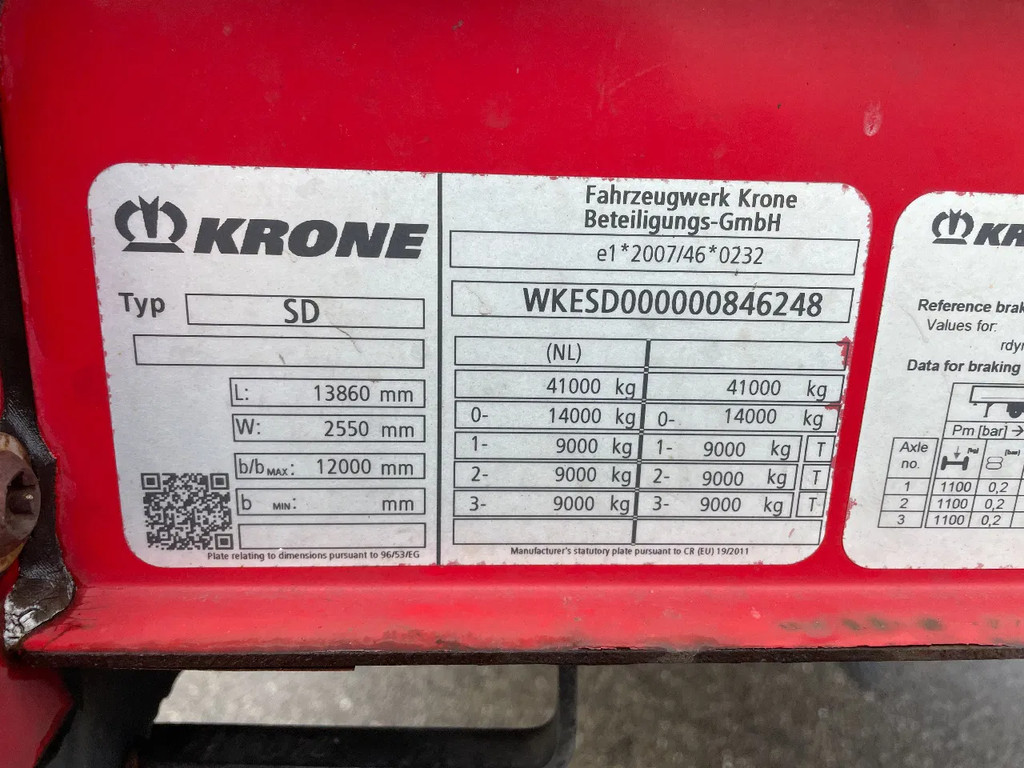 KRONE
Typ SD
L: 13860 mm
W: 2550 mm
b/b MAX: 12000 mm
b MIN: mm
Plate relating to dimensions pursuant to 96/53/EG
Fahrzeugwerk Krone
Beteiligungs-GmbH
e1*2007/46*0232
WKESD000000846248
(NL)
41000 kg 41000 kg
0- 14000 kg 0- 14000 kg
1- 9000 kg 1- 9000 kg T
2- 9000 kg 2- 9000 kg T
3- 9000 kg 3- 9000 kg T
Manufacturer's statutory plate pursuant to CR (EU) 19/2011
Reference
Values for:
Data for braking
Pm [bar] →
Axle
no.
1 1100 0,2
2 1100 0,2
3 1100 0,2